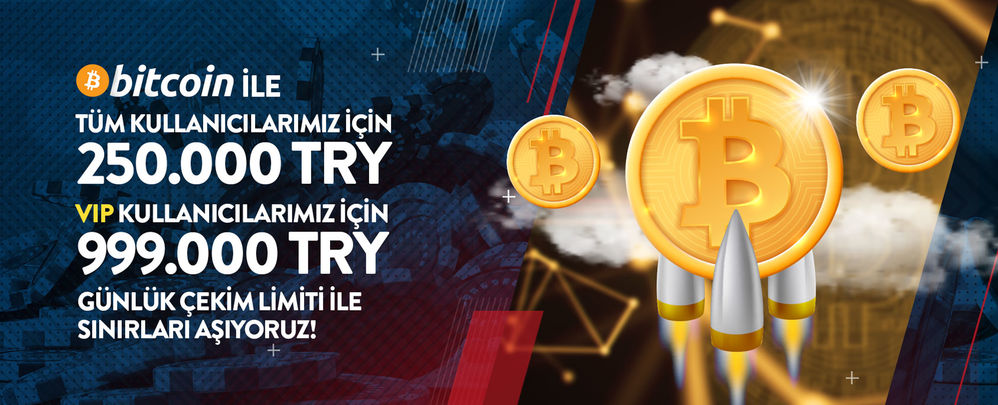 bitcoin İLE
TÜM KULLANICILARIMIZ İÇİN
250.000 TRY
VIP KULLANICILARIMIZ İÇİN
999.000 TRY
GÜNLÜK ÇEKİM LİMİTİ İLE
SINIRLARI AŞIYORUZ!